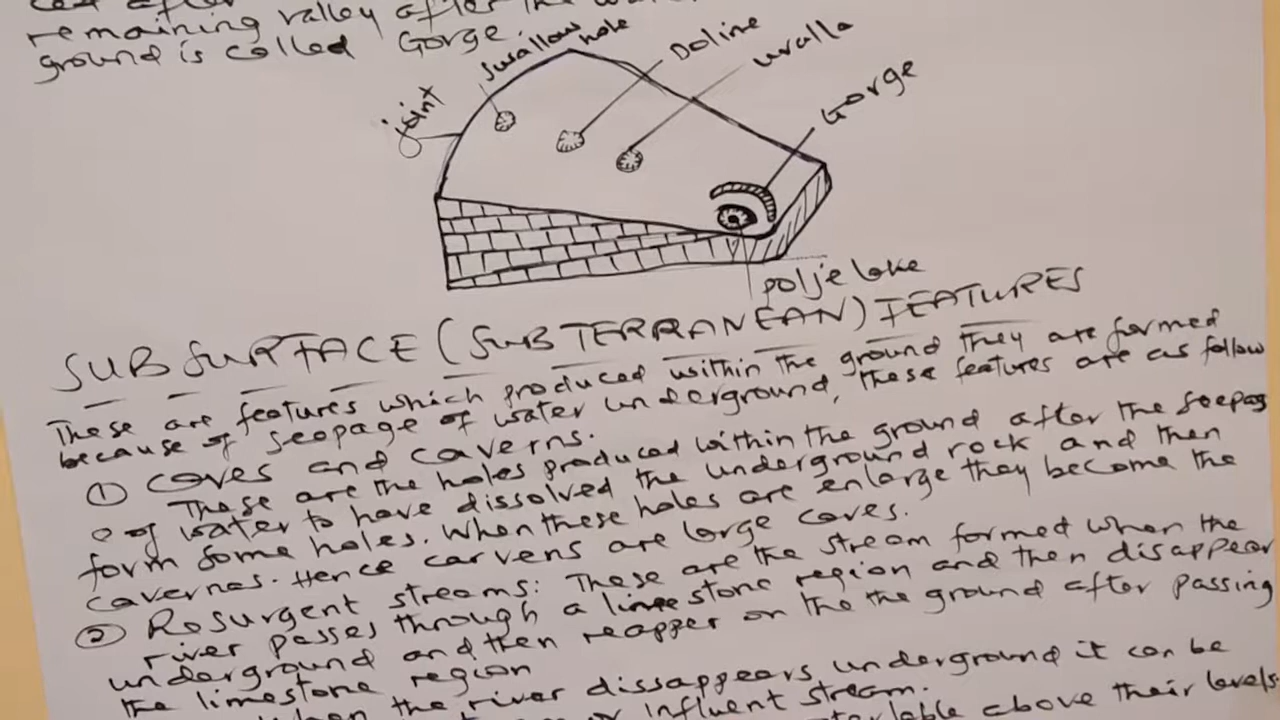 remaining valley after the
ground is called Gorge.
joint
swallow hole
Doline
uvalla
Gorge
polje lake
SUBSURFACE (SUBTERRANEAN) FEATURES
These are features which produced within the ground they are formed
because of seopage of water underground, these features are as follow
① caves and caverns.
These are the holes produced within the ground after the seepag
e of water to have dissolved the underground rock and then
form some holes. When these holes are enlarge they become the
cavernas. Hence carvens are large caves.
② Resurgent streams: These are the stream formed when the
river passes through a limestone region and then disappear
underground and then reapper on the the ground after passing
the limestone region
the river dissappears underground it can be
or influent stream.
above their levels.